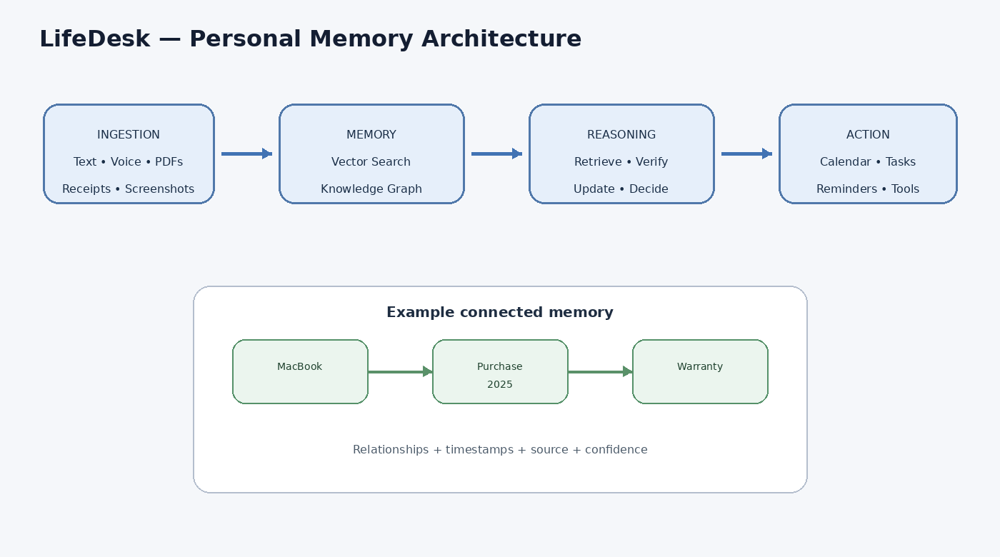 LifeDesk — Personal Memory Architecture
INGESTION
Text • Voice • PDFs
Receipts • Screenshots
MEMORY
Vector Search
Knowledge Graph
REASONING
Retrieve • Verify
Update • Decide
ACTION
Calendar • Tasks
Reminders • Tools
Example connected memory
MacBook
Purchase
2025
Warranty
Relationships + timestamps + source + confidence